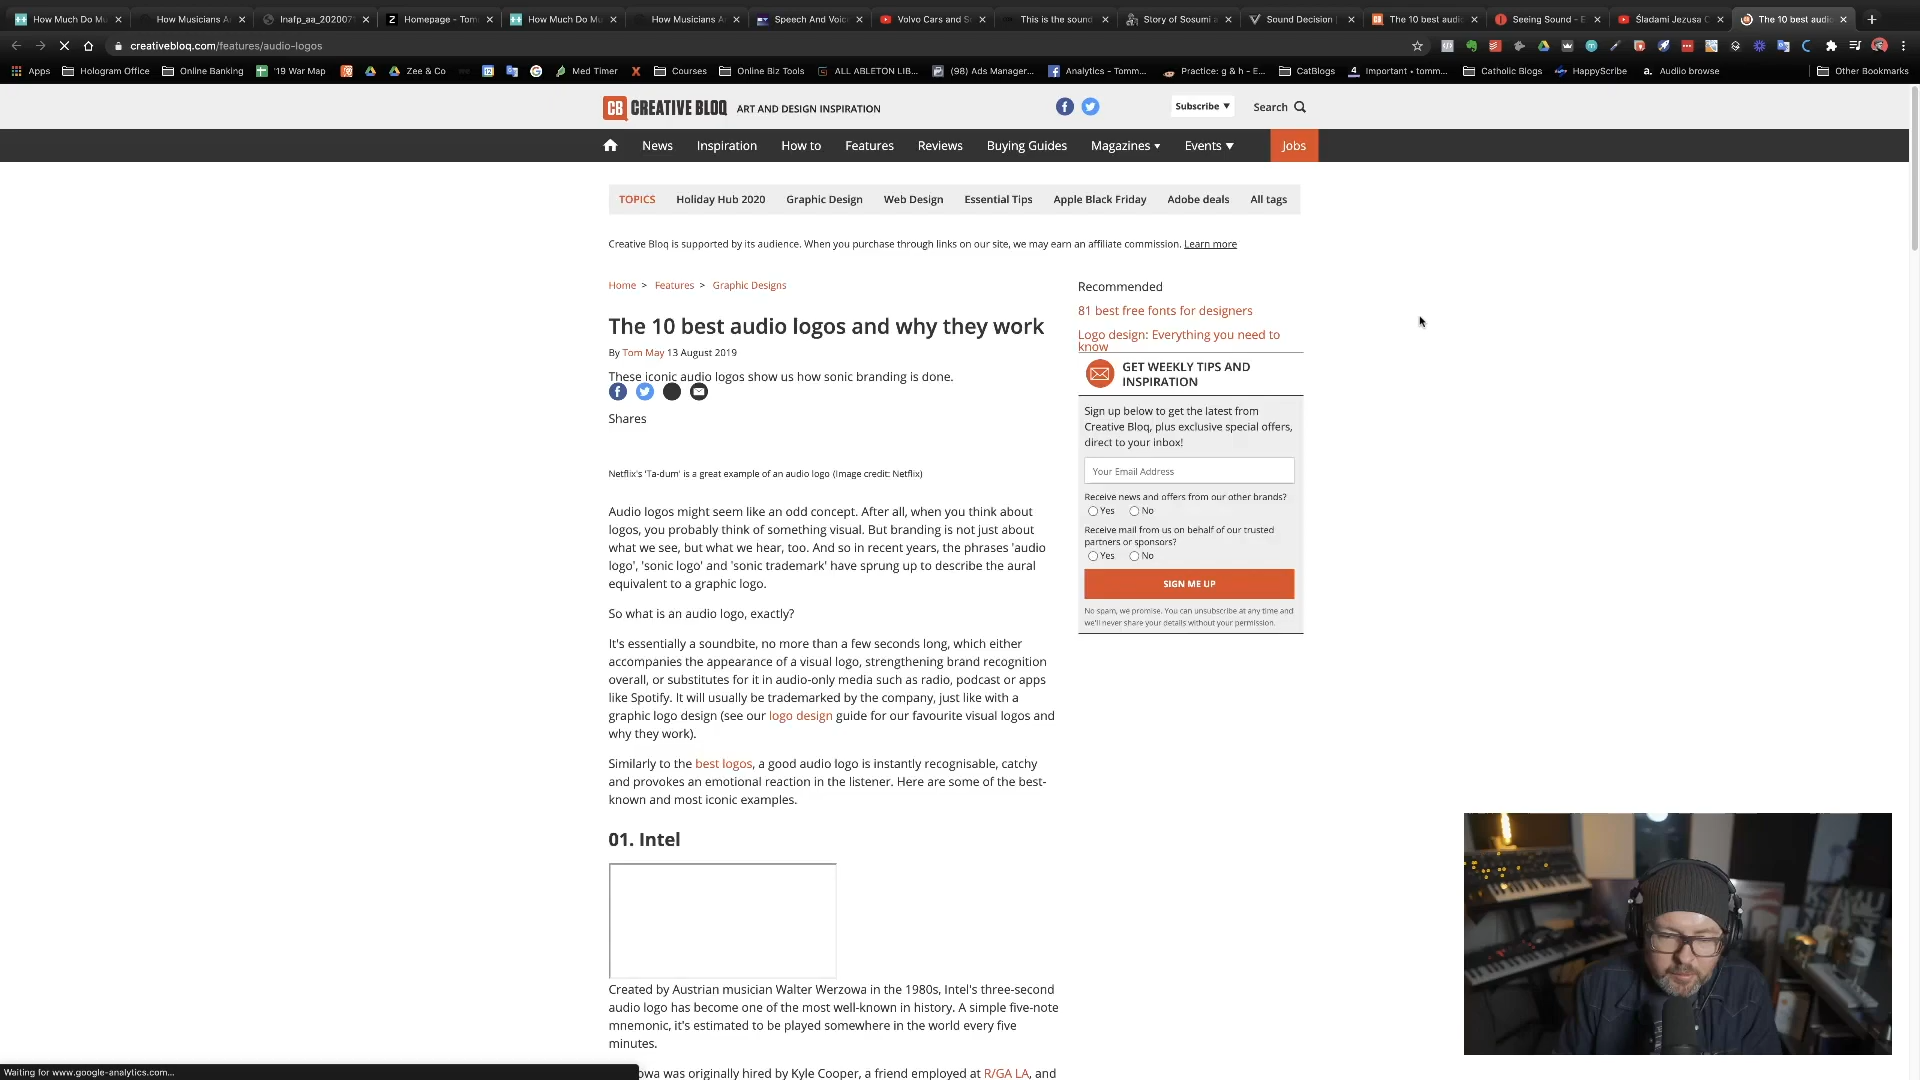 How Much Do Mu
How Musicians A
lnafp_aa_202007
Homepage - Tom
How Much Do Mu
How Musicians A
Speech And Voic
Volvo Cars and S
This is the sound
Story of Sosumi a
Sound Decision
The 10 best audio
Seeing Sound - E
Śladami Jezusa C
The 10 best audio
creativebloq.com/features/audio-logos
Apps
Hologram Office
Online Banking
'19 War Map
Zee & Co
Med Timer
Courses
Online Biz Tools
ALL ABLETON LIB...
(98) Ads Manager...
Analytics - Tomm...
Practice: g & h - E...
CatBlogs
Important • tomm...
Catholic Blogs
HappyScribe
Audiio browse
Other Bookmarks
CB CREATIVE BLOQ ART AND DESIGN INSPIRATION
Subscribe ▼
Search
News
Inspiration
How to
Features
Reviews
Buying Guides
Magazines ▼
Events ▼
Jobs
TOPICS
Holiday Hub 2020
Graphic Design
Web Design
Essential Tips
Apple Black Friday
Adobe deals
All tags
Creative Bloq is supported by its audience. When you purchase through links on our site, we may earn an affiliate commission. Learn more
Home > Features > Graphic Designs
The 10 best audio logos and why they work
By Tom May 13 August 2019
These iconic audio logos show us how sonic branding is done.
Shares
Netflix's 'Ta-dum' is a great example of an audio logo (Image credit: Netflix)
Audio logos might seem like an odd concept. After all, when you think about
logos, you probably think of something visual. But branding is not just about
what we see, but what we hear, too. And so in recent years, the phrases 'audio
logo', 'sonic logo' and 'sonic trademark' have sprung up to describe the aural
equivalent to a graphic logo.
So what is an audio logo, exactly?
It's essentially a soundbite, no more than a few seconds long, which either
accompanies the appearance of a visual logo, strengthening brand recognition
overall, or substitutes for it in audio-only media such as radio, podcast or apps
like Spotify. It will usually be trademarked by the company, just like with a
graphic logo design (see our logo design guide for our favourite visual logos and
why they work).
Similarly to the best logos, a good audio logo is instantly recognisable, catchy
and provokes an emotional reaction in the listener. Here are some of the best-
known and most iconic examples.
01. Intel
Created by Austrian musician Walter Werzowa in the 1980s, Intel's three-second
audio logo has become one of the most well-known in history. A simple five-note
mnemonic, it's estimated to be played somewhere in the world every five
minutes.
owa was originally hired by Kyle Cooper, a friend employed at R/GA LA, and
Recommended
81 best free fonts for designers
Logo design: Everything you need to
know
GET WEEKLY TIPS AND
INSPIRATION
Sign up below to get the latest from
Creative Bloq, plus exclusive special offers,
direct to your inbox!
Your Email Address
Receive news and offers from our other brands?
Yes No
Receive mail from us on behalf of our trusted
partners or sponsors?
Yes No
SIGN ME UP
No spam, we promise. You can unsubscribe at any time and
we'll never share your details without your permission.
Waiting for www.google-analytics.com...